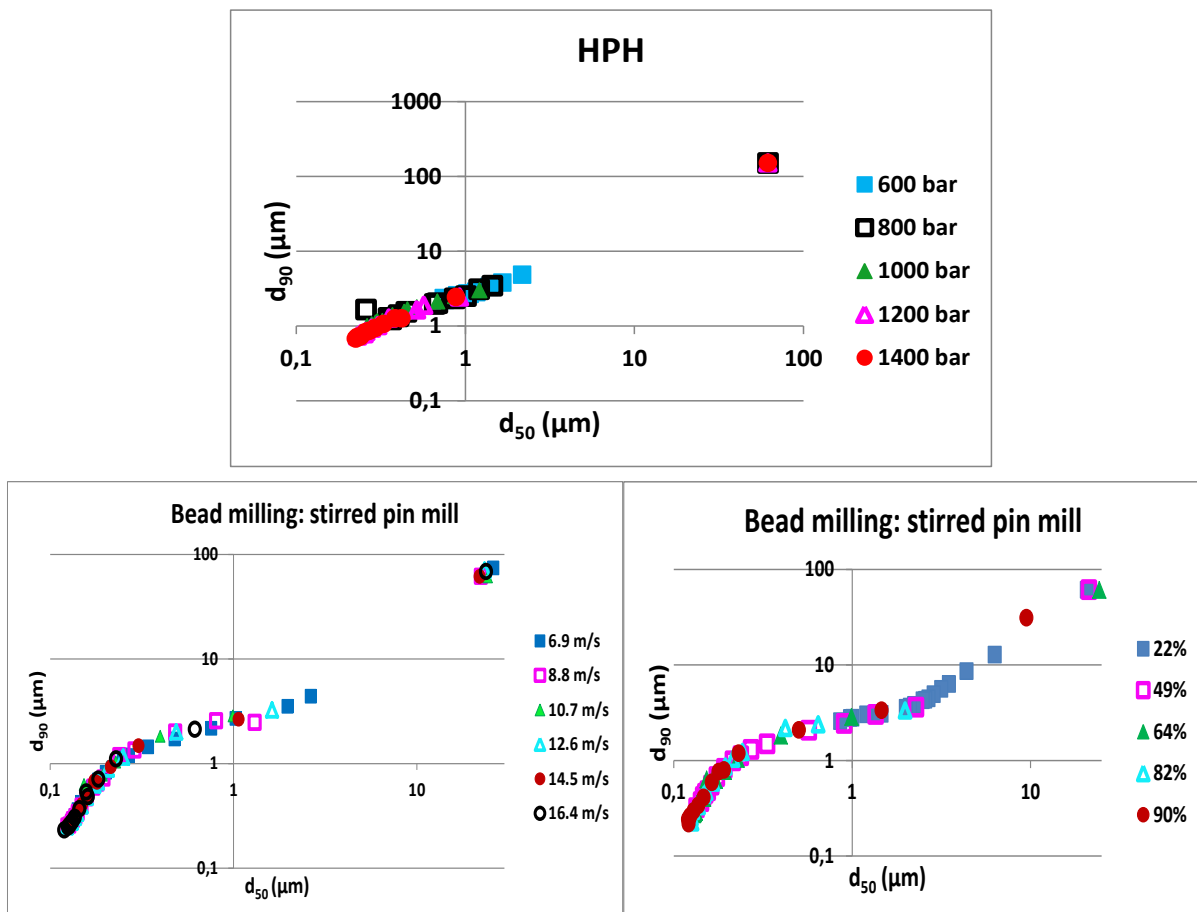 HPH
1000
100
10
1
0,1
0,1
1
10
100
d90 (µm)
d50 (µm)
600 bar
800 bar
1000 bar
1200 bar
1400 bar
Bead milling: stirred pin mill
100
10
1
0,1
0,1
1
d90 (µm)
d50 (µm)
6.9 m/s
8.8 m/s
10.7 m/s
12.6 m/s
14.5 m/s
16.4 m/s
Bead milling: stirred pin mill
100
10
1
0,1
0,1
1
10
d90 (µm)
d50 (µm)
22%
49%
64%
82%
90%